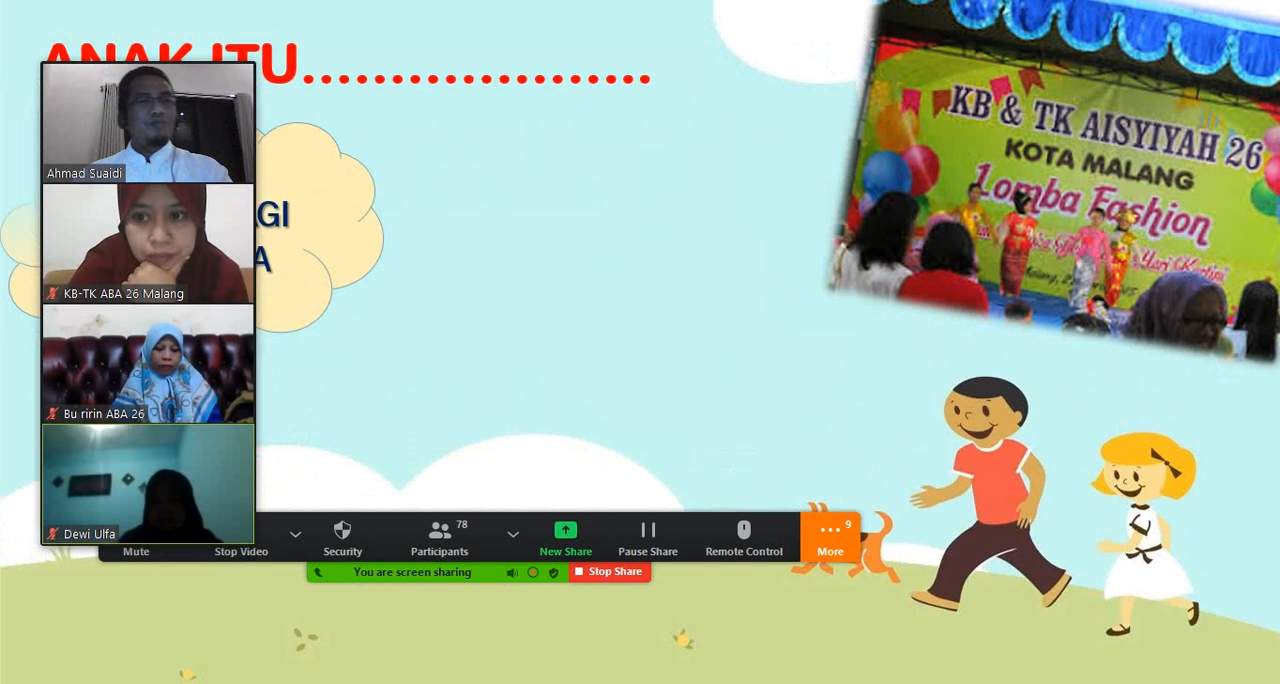 ANAK ITU....................
GI
A
Ahmad Suaidi
KB-TK ABA 26 Malang
Bu ririn ABA 26
Dewi Ulfa
KB & TK AISYIYAH 26
KOTA MALANG
Lomba Fashion
Hari Kartini
Mute
Stop Video
Security
Participants
78
New Share
Pause Share
Remote Control
More
9
You are screen sharing
Stop Share